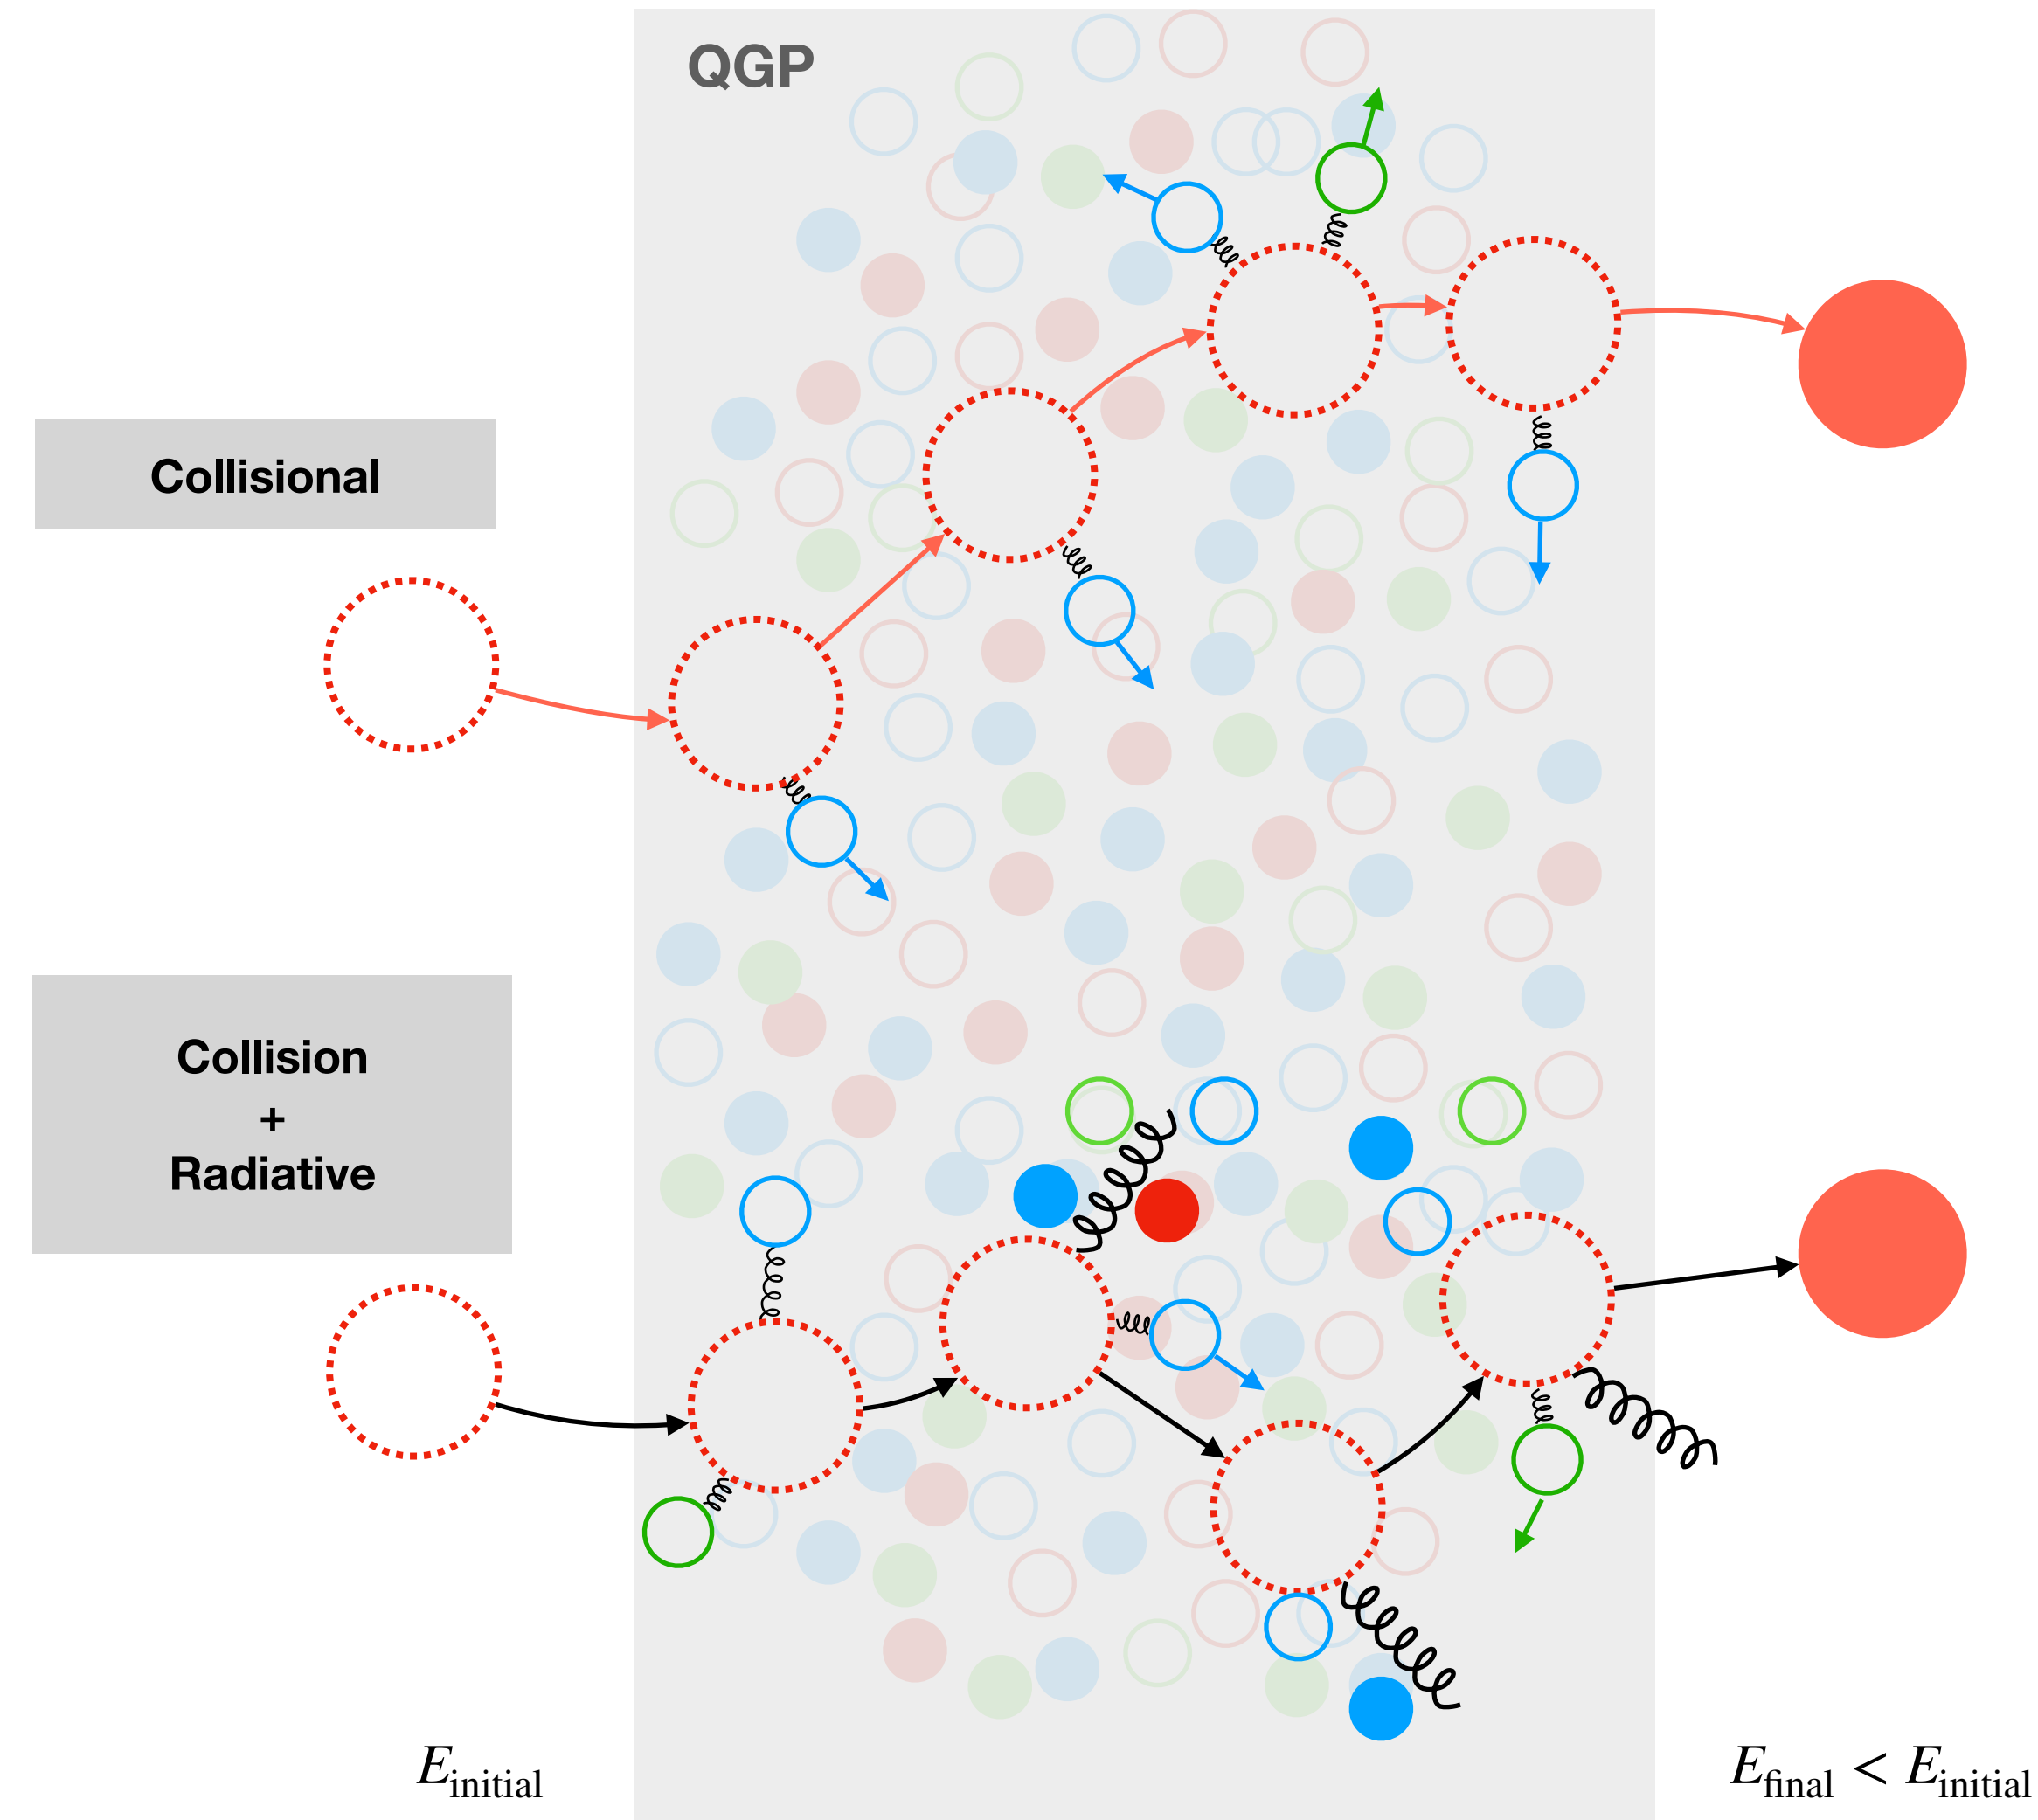 QGP
Collisional
Collision
+
Radiative
E_initial
E_final < E_initial